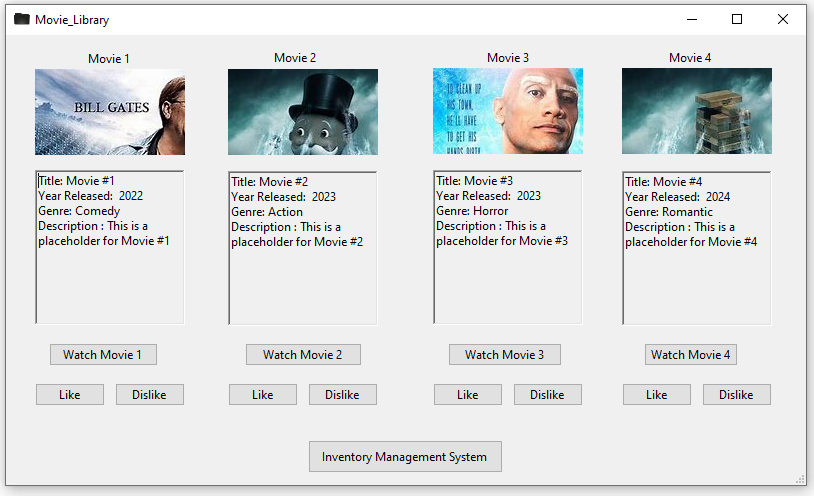 Movie_Library
Movie 1
Movie 2
Movie 3
Movie 4
BILL GATES
TO CLEAN UP
HIS TOWN,
HE'LL HAVE
TO GET HIS
HANDS DIRTY
Title: Movie #1
Year Released:  2022
Genre: Comedy
Description : This is a
placeholder for Movie #1
Title: Movie #2
Year Released:  2023
Genre: Action
Description : This is a
placeholder for Movie #2
Title: Movie #3
Year Released:  2023
Genre: Horror
Description : This is a
placeholder for Movie #3
Title: Movie #4
Year Released:  2024
Genre: Romantic
Description : This is a
placeholder for Movie #4
Watch Movie 1
Watch Movie 2
Watch Movie 3
Watch Movie 4
Like
Dislike
Like
Dislike
Like
Dislike
Like
Dislike
Inventory Management System